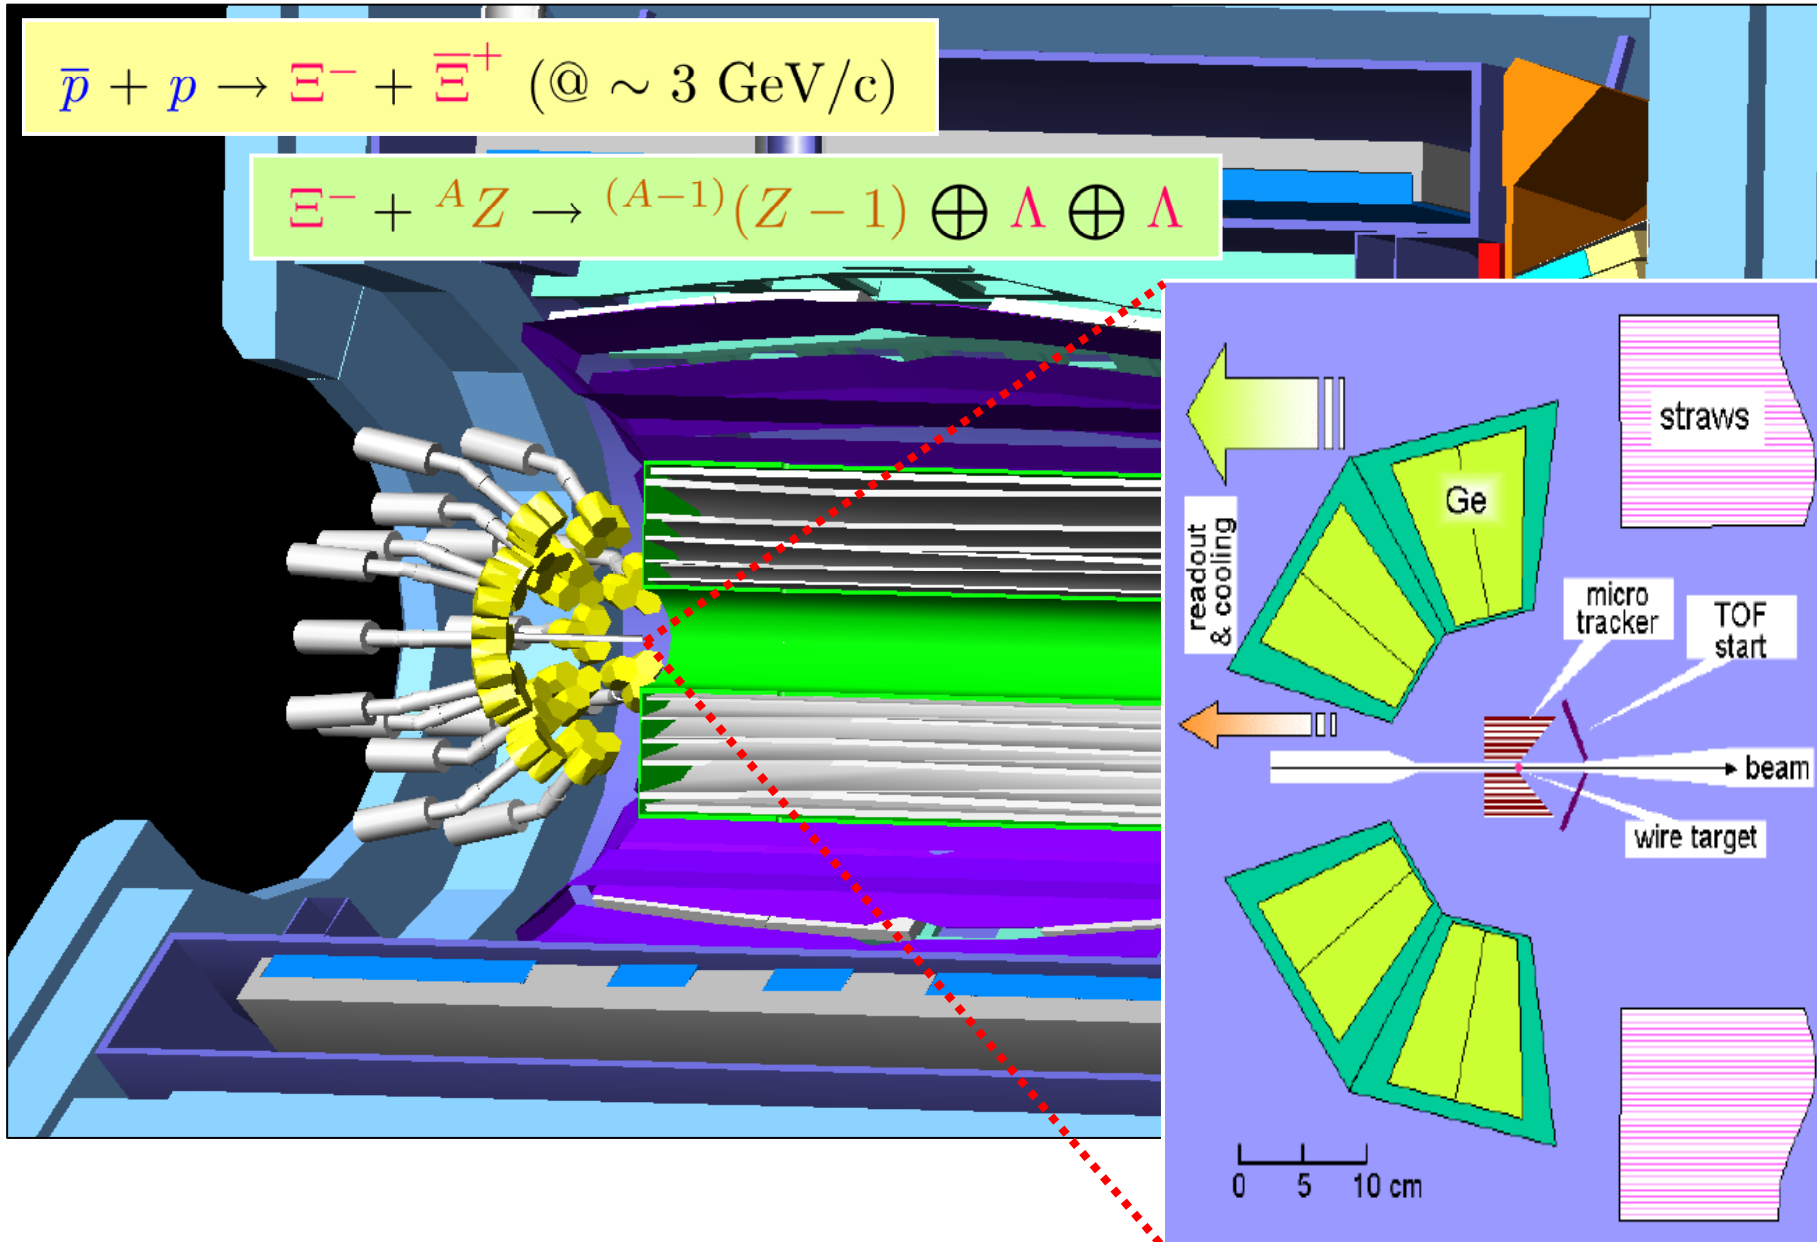 p̅ + p → Ξ⁻ + Ξ̅⁺ (@ ∼ 3 GeV/c)
Ξ⁻ + ᴬZ → ⁽ᴬ⁻¹⁾(Z − 1) ⊕ Λ ⊕ Λ
straws
Ge
readout
& cooling
micro
tracker
TOF
start
beam
wire target
0 5 10 cm